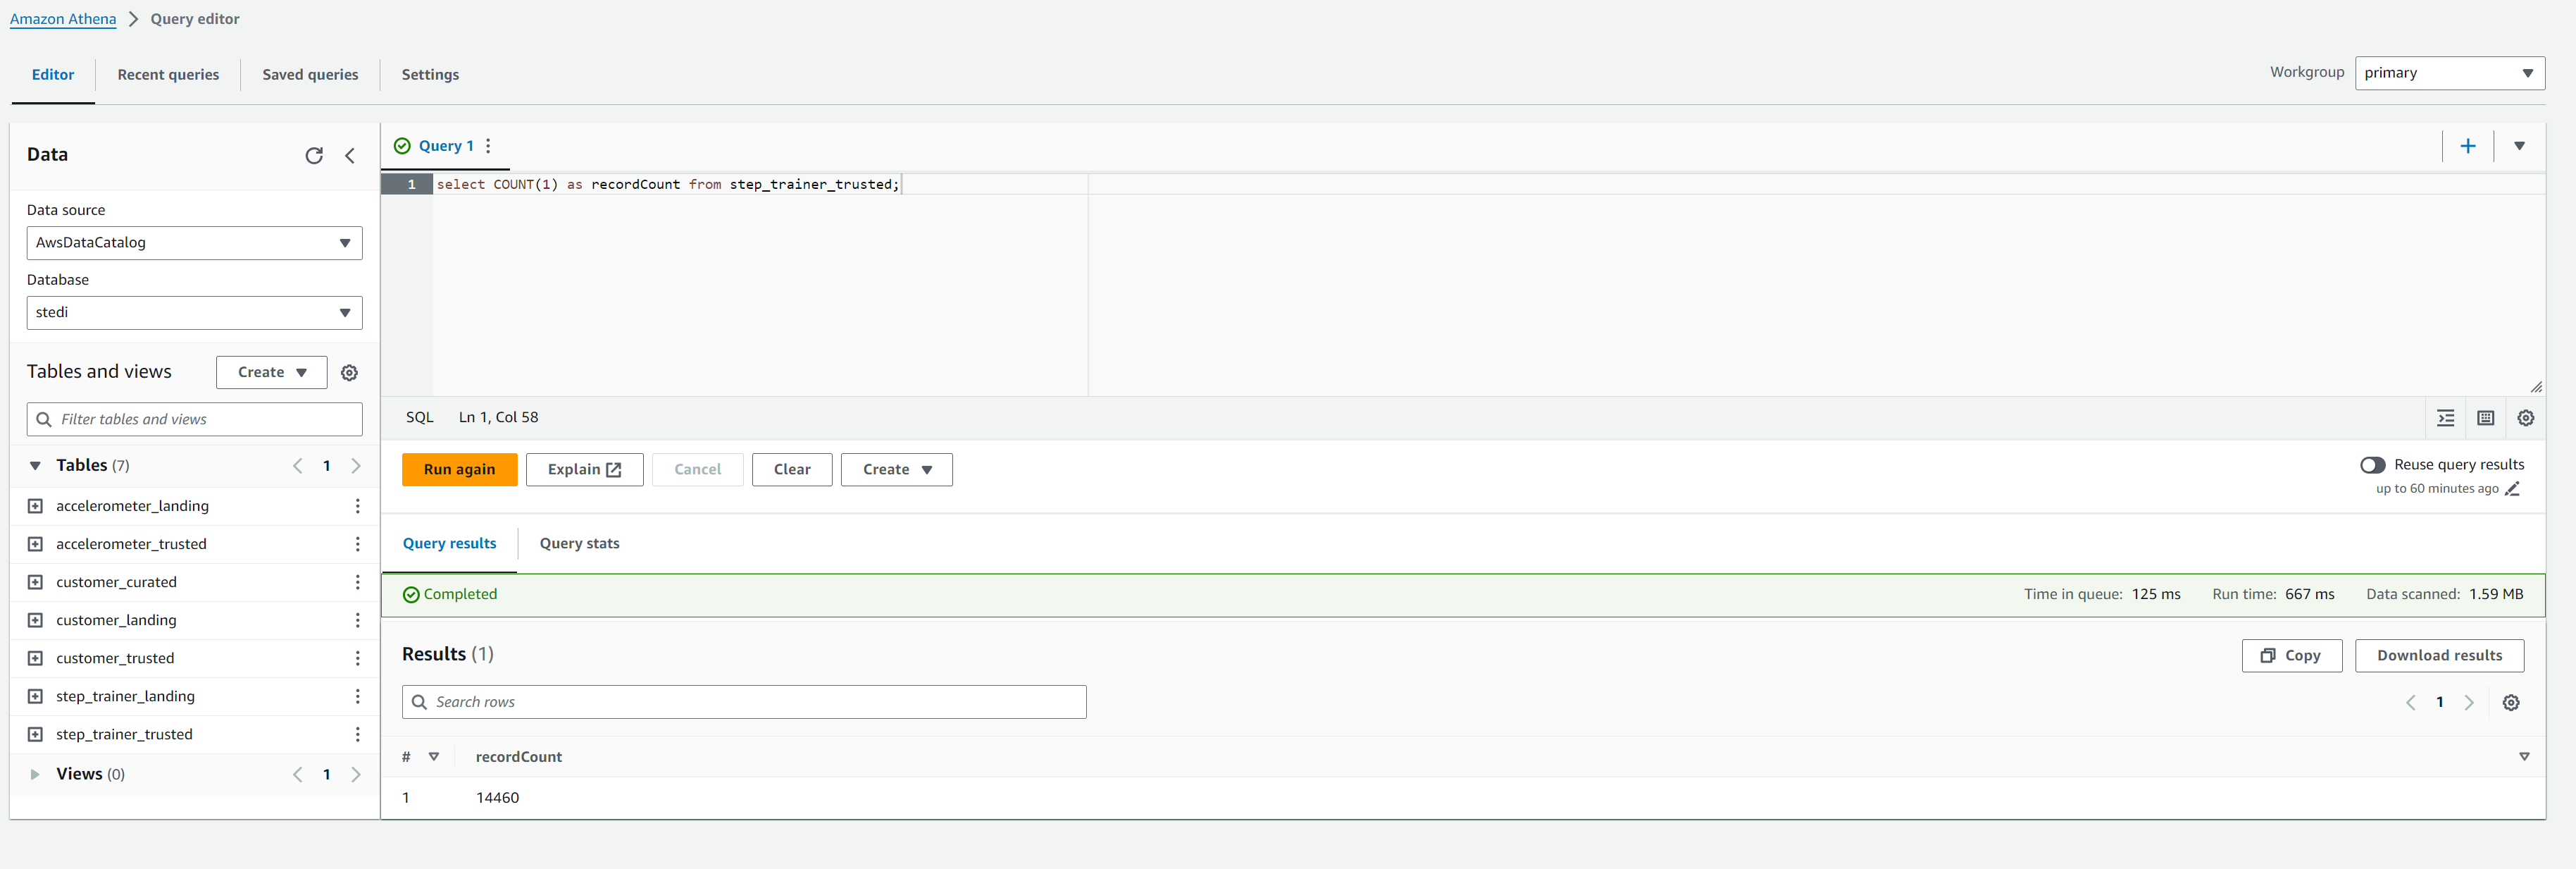 Amazon Athena > Query editor
Editor Recent queries Saved queries Settings
Workgroup primary
Data
Data source
AwsDataCatalog
Database
stedi
Tables and views Create
Filter tables and views
Tables (7) 1
accelerometer_landing
accelerometer_trusted
customer_curated
customer_landing
customer_trusted
step_trainer_landing
step_trainer_trusted
Views (0) 1
Query 1
1 select COUNT(1) as recordCount from step_trainer_trusted;
SQL Ln 1, Col 58
Run again Explain Cancel Clear Create
Reuse query results
up to 60 minutes ago
Query results Query stats
Completed Time in queue: 125 ms Run time: 667 ms Data scanned: 1.59 MB
Results (1) Copy Download results
Search rows 1
# recordCount
1 14460